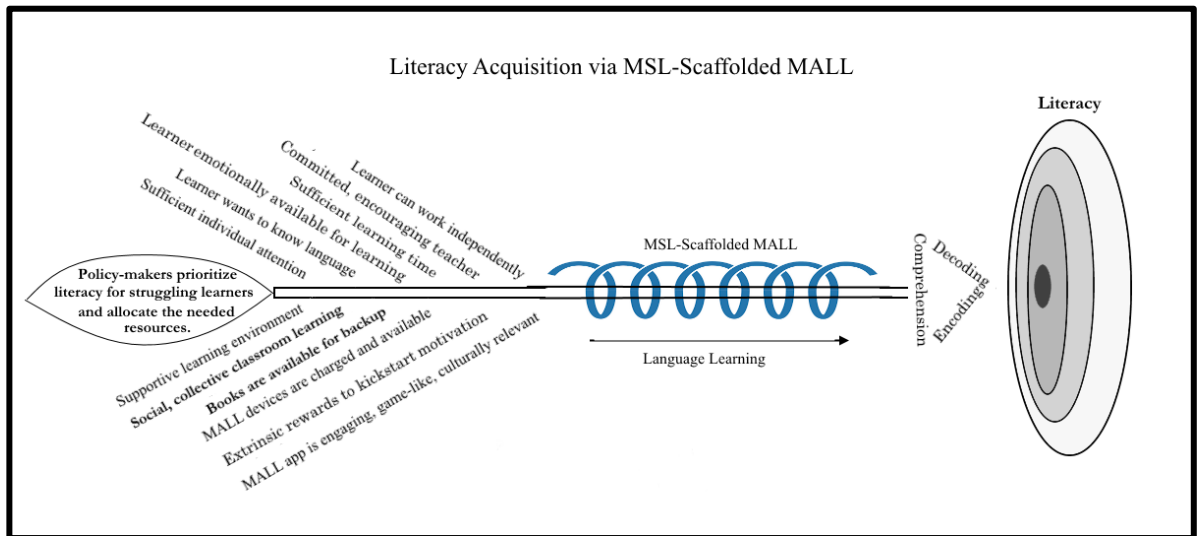 Literacy Acquisition via MSL-Scaffolded MALL
Literacy
Learner emotionally available for learning
Learner wants to know language
Sufficient individual attention
Committed, encouraging teacher
Sufficient learning time
Learner can work independently
Policy-makers prioritize
literacy for struggling learners
and allocate the needed
resources.
Supportive learning environment
Social, collective classroom learning
Books are available for backup
MALL devices are charged and available
Extrinsic rewards to kickstart motivation
MALL app is engaging, game-like, culturally relevant
MSL-Scaffolded MALL
Language Learning
Comprehension
Decoding
Encoding